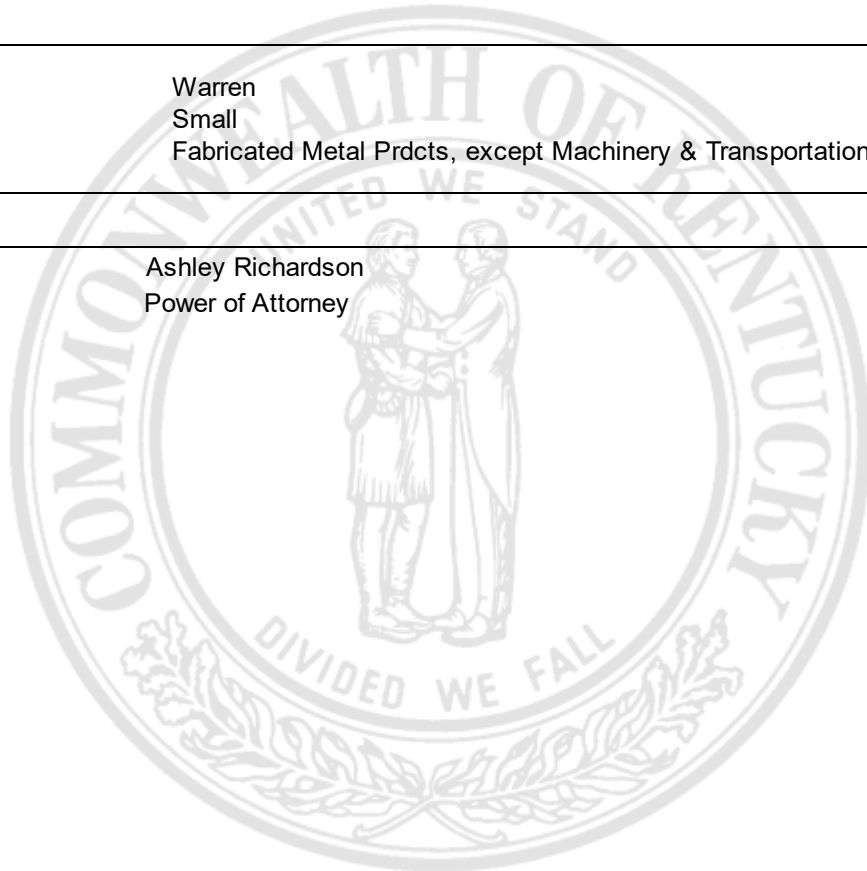 Warren
Small
Fabricated Metal Prdcts, except Machinery & Transportation
Ashley Richardson
Power of Attorney
COMMONWEALTH OF KENTUCKY
UNITED WE STAND
DIVIDED WE FALL